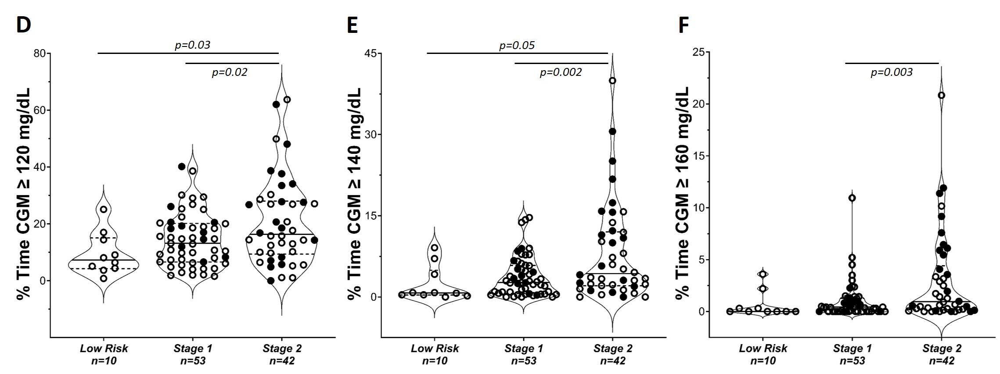 D
% Time CGM ≥ 120 mg/dL
80
60
40
20
0
p=0.03
p=0.02
Low Risk
n=10
Stage 1
n=53
Stage 2
n=42
E
% Time CGM ≥ 140 mg/dL
45
30
15
0
p=0.05
p=0.002
Low Risk
n=10
Stage 1
n=53
Stage 2
n=42
F
% Time CGM ≥ 160 mg/dL
25
20
15
10
5
0
p=0.003
Low Risk
n=10
Stage 1
n=53
Stage 2
n=42